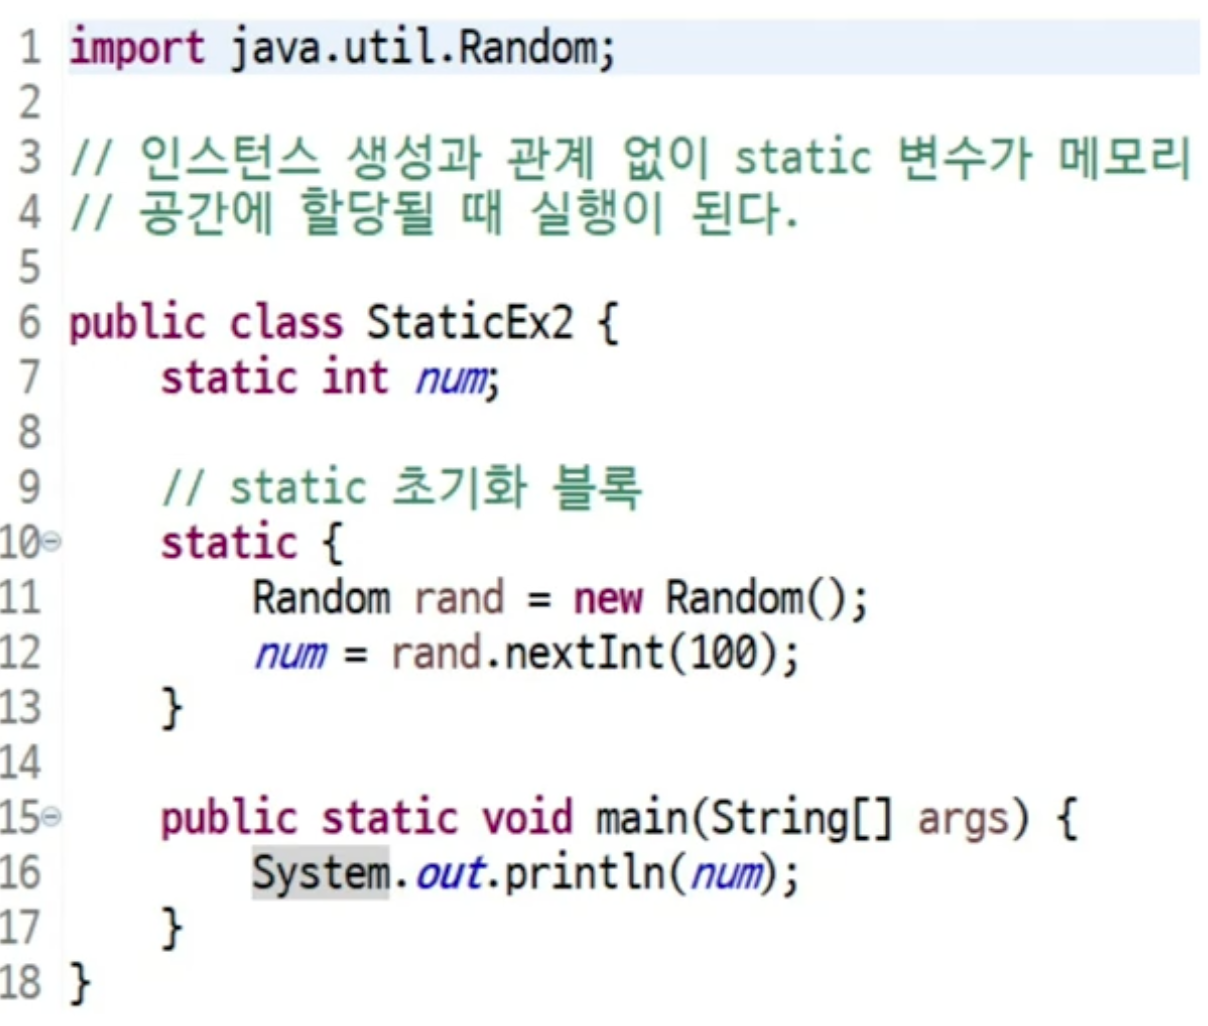 1 import java.util.Random;
2
3 // 인스턴스 생성과 관계 없이 static 변수가 메모리
4 // 공간에 할당될 때 실행이 된다.
5
6 public class StaticEx2 {
7     static int num;
8
9     // static 초기화 블록
10     static {
11         Random rand = new Random();
12         num = rand.nextInt(100);
13     }
14
15     public static void main(String[] args) {
16         System.out.println(num);
17     }
18 }